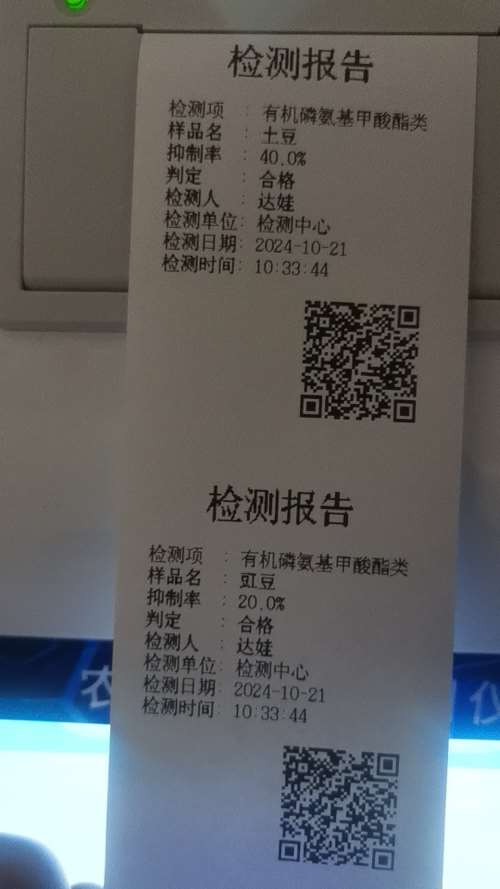 检测报告
检测项 : 有机磷氨基甲酸酯类
样品名 : 土豆
抑制率 : 40.0%
判定 : 合格
检测人 : 达娃
检测单位: 检测中心
检测日期: 2024-10-21
检测时间: 10:33:44
检测报告
检测项 : 有机磷氨基甲酸酯类
样品名 : 豇豆
抑制率 : 20.0%
判定 : 合格
检测人 : 达娃
检测单位: 检测中心
检测日期: 2024-10-21
检测时间: 10:33:44
农
仪